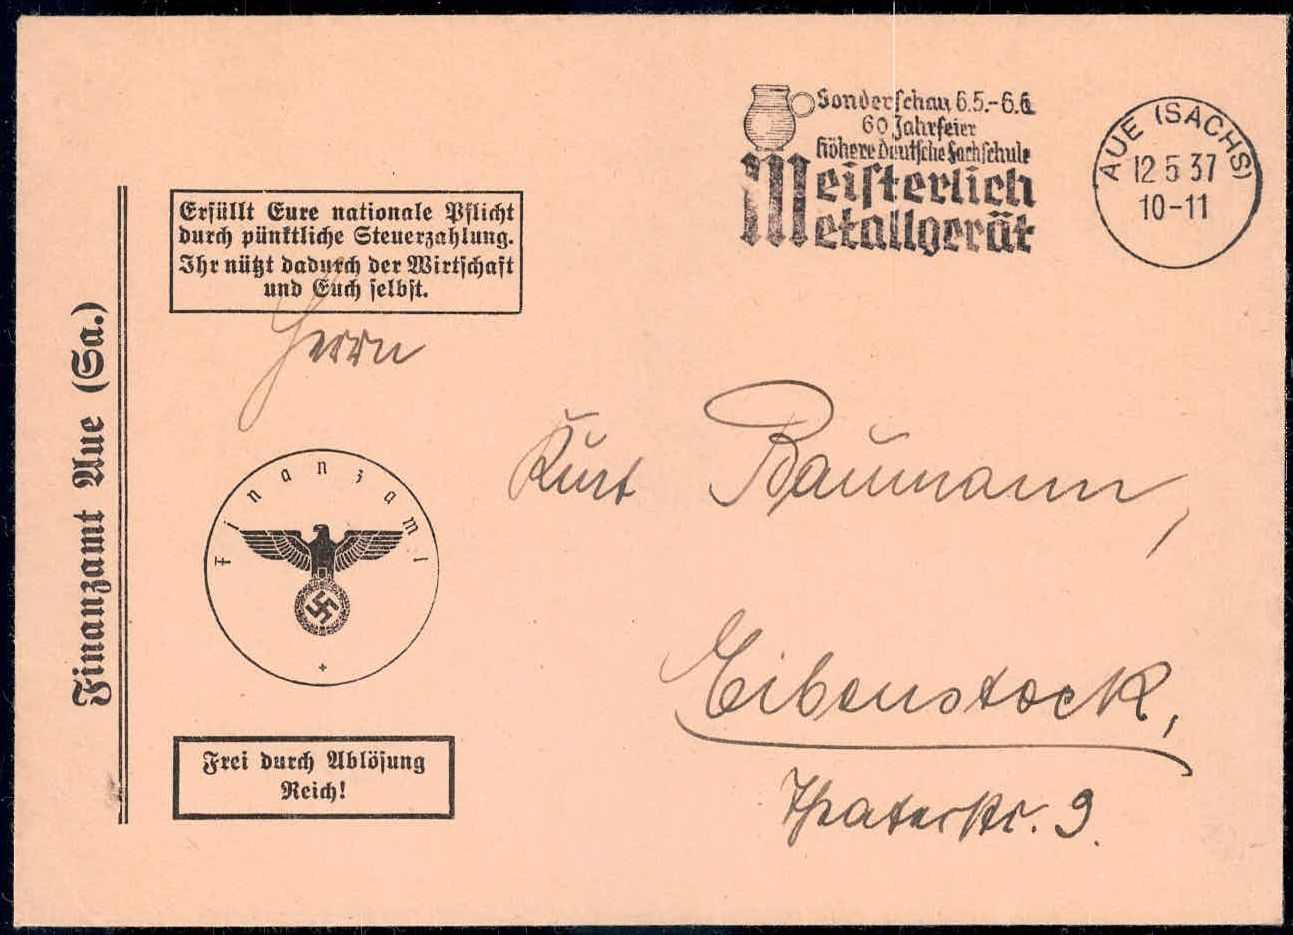 Sonderschau 6.5.-6.6.
60 Jahrfeier
Höhere Deutsche Fachschule
Meisterlich
Metallgerät
AUE (SACHS)
12 5 37
10-11
Erfüllt Eure nationale Pflicht
durch pünktliche Steuerzahlung.
Ihr nützt dadurch der Wirtschaft
und Euch selbst.
Finanzamt Aue (Sa.)
Herrn
Kurt Baumann,
Finanzamt
Eibenstock,
Frei durch Ablösung
Reich!
Theaterstr. 9.